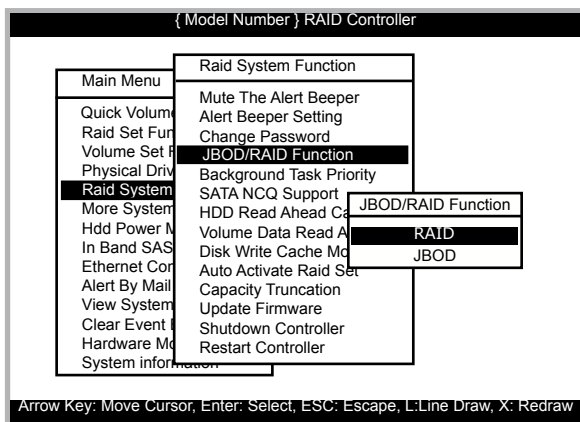 { Model Number } RAID Controller
Main Menu
Quick Volume
Raid Set Fun
Volume Set
Physical Driv
Raid System
More System
Hdd Power M
In Band SAS
Ethernet Con
Alert By Mail
View System
Clear Event
Hardware Mo
System information
Raid System Function
Mute The Alert Beeper
Alert Beeper Setting
Change Password
JBOD/RAID Function
Background Task Priority
SATA NCQ Support
HDD Read Ahead Ca
Volume Data Read A
Disk Write Cache Mo
Auto Activate Raid Set
Capacity Truncation
Update Firmware
Shutdown Controller
Restart Controller
JBOD/RAID Function
RAID
JBOD
Arrow Key: Move Cursor, Enter: Select, ESC: Escape, L:Line Draw, X: Redraw